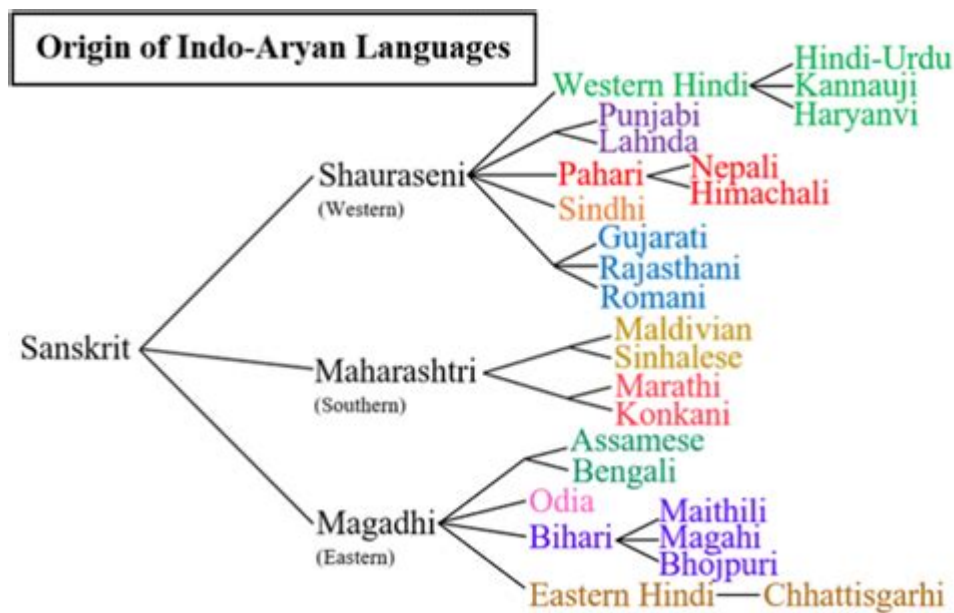 Origin of Indo-Aryan Languages
Sanskrit
Shauraseni
(Western)
Western Hindi
Hindi-Urdu
Kannauji
Haryanvi
Punjabi
Lahnda
Pahari
Nepali
Himachali
Sindhi
Gujarati
Rajasthani
Romani
Maharashtri
(Southern)
Maldivian
Sinhalese
Marathi
Konkani
Magadhi
(Eastern)
Assamese
Bengali
Odia
Bihari
Maithili
Magahi
Bhojpuri
Eastern Hindi
Chhattisgarhi